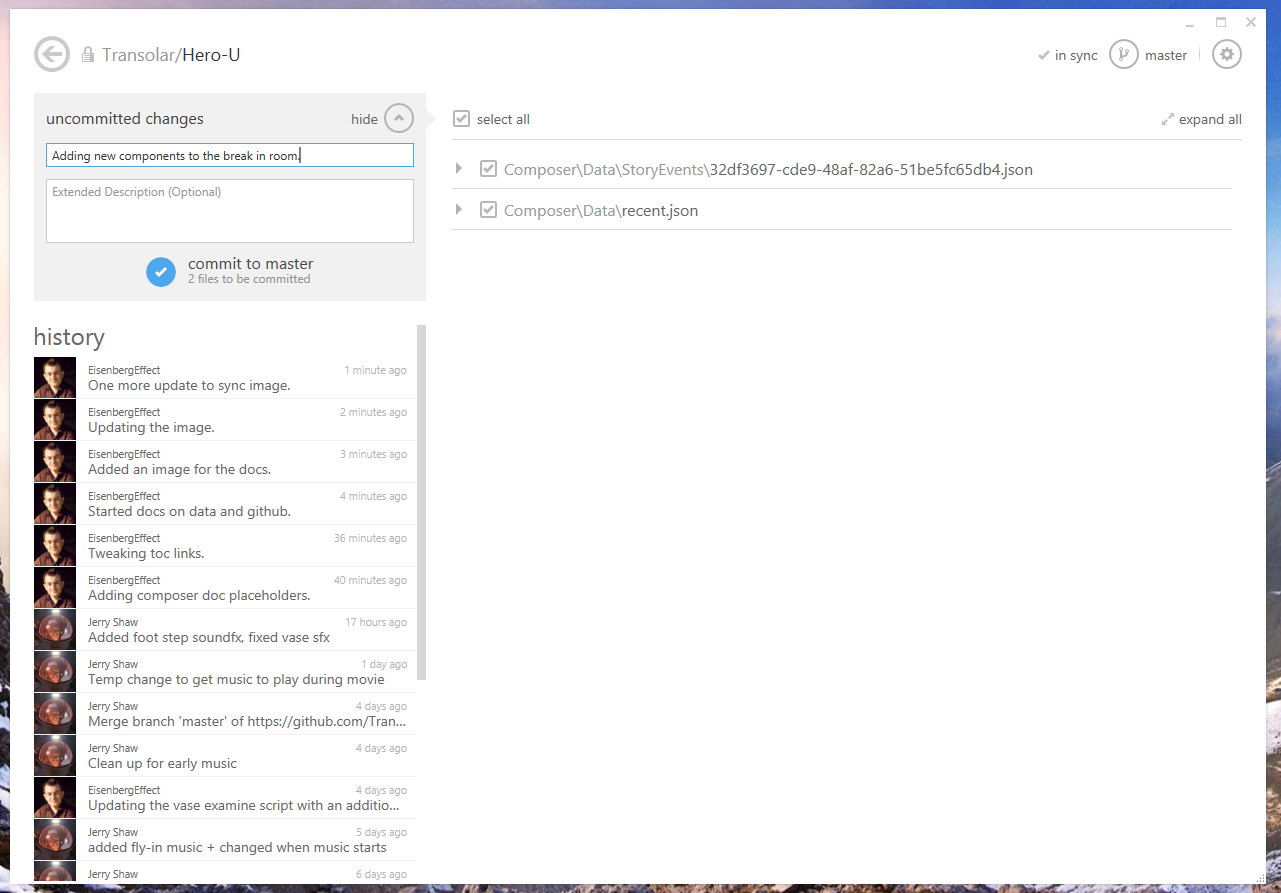 Transolar/Hero-U
in sync
master
uncommitted changes
hide
Adding new components to the break in room.
Extended Description (Optional)
commit to master
2 files to be committed
select all
expand all
Composer\Data\StoryEvents\32df3697-cde9-48af-82a6-51be5fc65db4.json
Composer\Data\recent.json
history
EisenbergEffect 1 minute ago
One more update to sync image.
EisenbergEffect 2 minutes ago
Updating the image.
EisenbergEffect 3 minutes ago
Added an image for the docs.
EisenbergEffect 4 minutes ago
Started docs on data and github.
EisenbergEffect 36 minutes ago
Tweaking toc links.
EisenbergEffect 40 minutes ago
Adding composer doc placeholders.
Jerry Shaw 17 hours ago
Added foot step soundfx, fixed vase sfx
Jerry Shaw 1 day ago
Temp change to get music to play during movie
Jerry Shaw 4 days ago
Merge branch 'master' of https://github.com/Tran...
Jerry Shaw 4 days ago
Clean up for early music
EisenbergEffect 4 days ago
Updating the vase examine script with an additio...
Jerry Shaw 5 days ago
added fly-in music + changed when music starts
Jerry Shaw 6 days ago